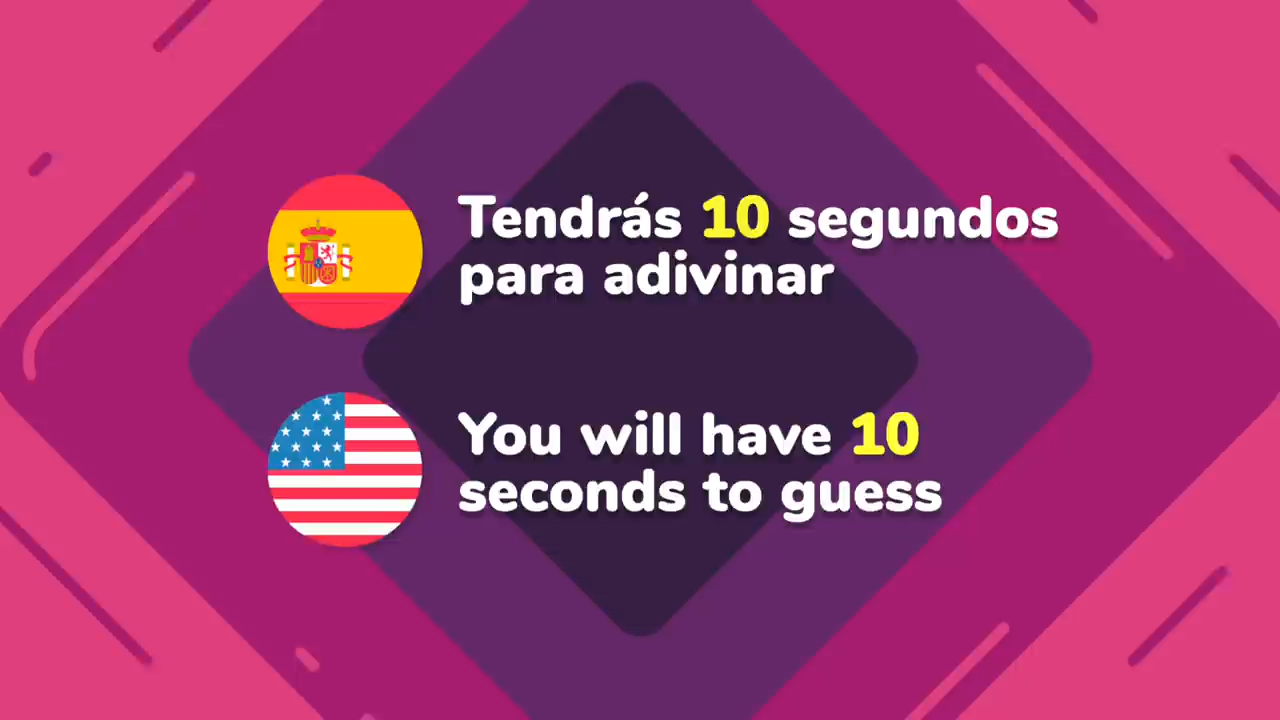 Tendrás 10 segundos
para adivinar
You will have 10
seconds to guess